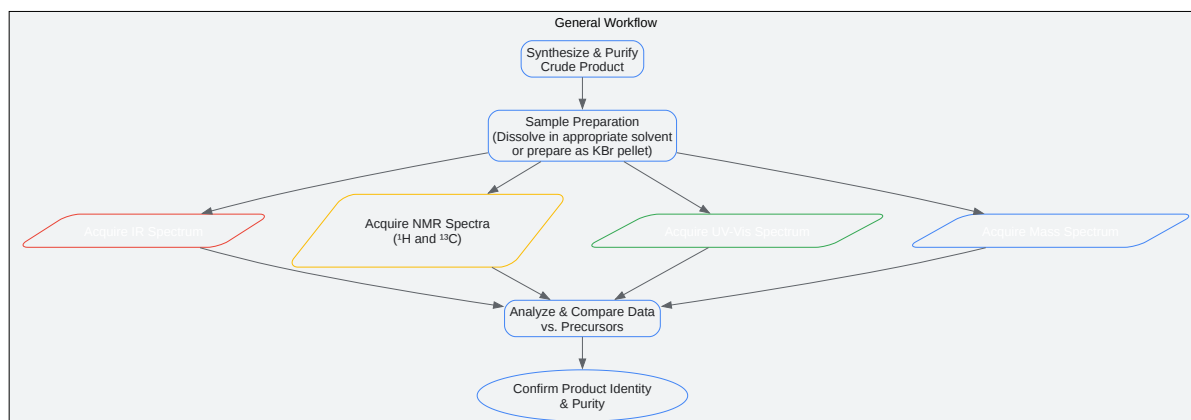 General Workflow
Synthesize & Purify
Crude Product
Sample Preparation
(Dissolve in appropriate solvent
or prepare as KBr pellet)
Acquire IR Spectrum
Acquire NMR Spectra
(¹H and ¹³C)
Acquire UV-Vis Spectrum
Acquire Mass Spectrum
Analyze & Compare Data
vs. Precursors
Confirm Product Identity
& Purity